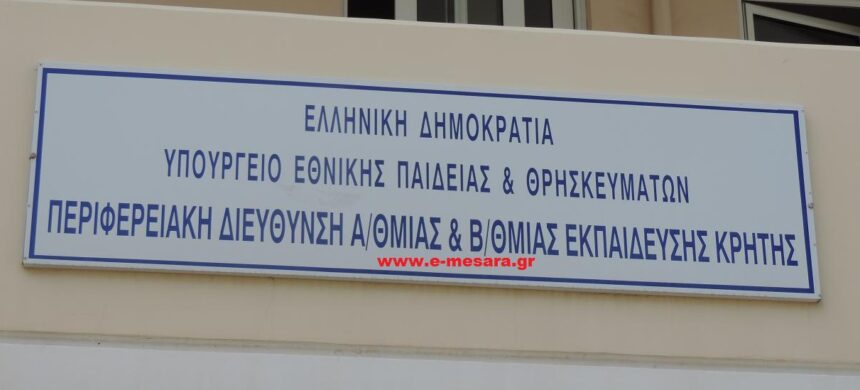 ΕΛΛΗΝΙΚΗ ΔΗΜΟΚΡΑΤΙΑ
ΥΠΟΥΡΓΕΙΟ ΕΘΝΙΚΗΣ ΠΑΙΔΕΙΑΣ & ΘΡΗΣΚΕΥΜΑΤΩΝ
ΠΕΡΙΦΕΡΕΙΑΚΗ ΔΙΕΥΘΥΝΣΗ Α/ΘΜΙΑΣ & Β/ΘΜΙΑΣ ΕΚΠΑΙΔΕΥΣΗΣ ΚΡΗΤΗΣ
www.e-mesara.gr